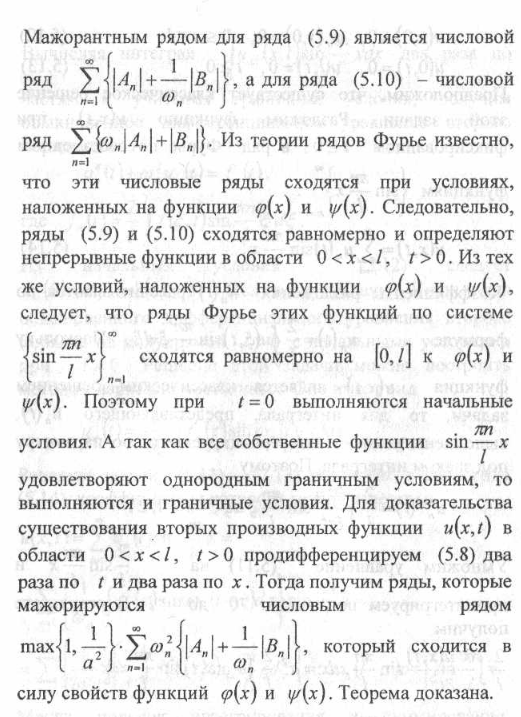 Мажорантным рядом для ряда (5.9) является числовой
ряд $\sum_{n=1}^{\infty}\left\{|A_n|+\frac{1}{\omega_n}|B_n|\right\}$, а для ряда (5.10) – числовой
ряд $\sum_{n=1}^{\infty}\{\omega_n|A_n|+|B_n|\}$. Из теории рядов Фурье известно,
что эти числовые ряды сходятся при условиях,
наложенных на функции $\varphi(x)$ и $\psi(x)$. Следовательно,
ряды (5.9) и (5.10) сходятся равномерно и определяют
непрерывные функции в области $0<x<l$, $t>0$. Из тех
же условий, наложенных на функции $\varphi(x)$ и $\psi(x)$,
следует, что ряды Фурье этих функций по системе
$\left\{\sin\frac{\pi n}{l}x\right\}_{n=1}^{\infty}$ сходятся равномерно на $[0,l]$ к $\varphi(x)$ и
$\psi(x)$. Поэтому при $t=0$ выполняются начальные
условия. А так как все собственные функции $\sin\frac{\pi n}{l}x$
удовлетворяют однородным граничным условиям, то
выполняются и граничные условия. Для доказательства
существования вторых производных функции $u(x,t)$ в
области $0<x<l$, $t>0$ продифференцируем (5.8) два
раза по $t$ и два раза по $x$. Тогда получим ряды, которые
мажорируются числовым рядом
$\max\left\{1,\frac{1}{a^2}\right\}\cdot\sum_{n=1}^{\infty}\omega_n^2\left\{|A_n|+\frac{1}{\omega_n}|B_n|\right\}$, который сходится в
силу свойств функций $\varphi(x)$ и $\psi(x)$. Теорема доказана.